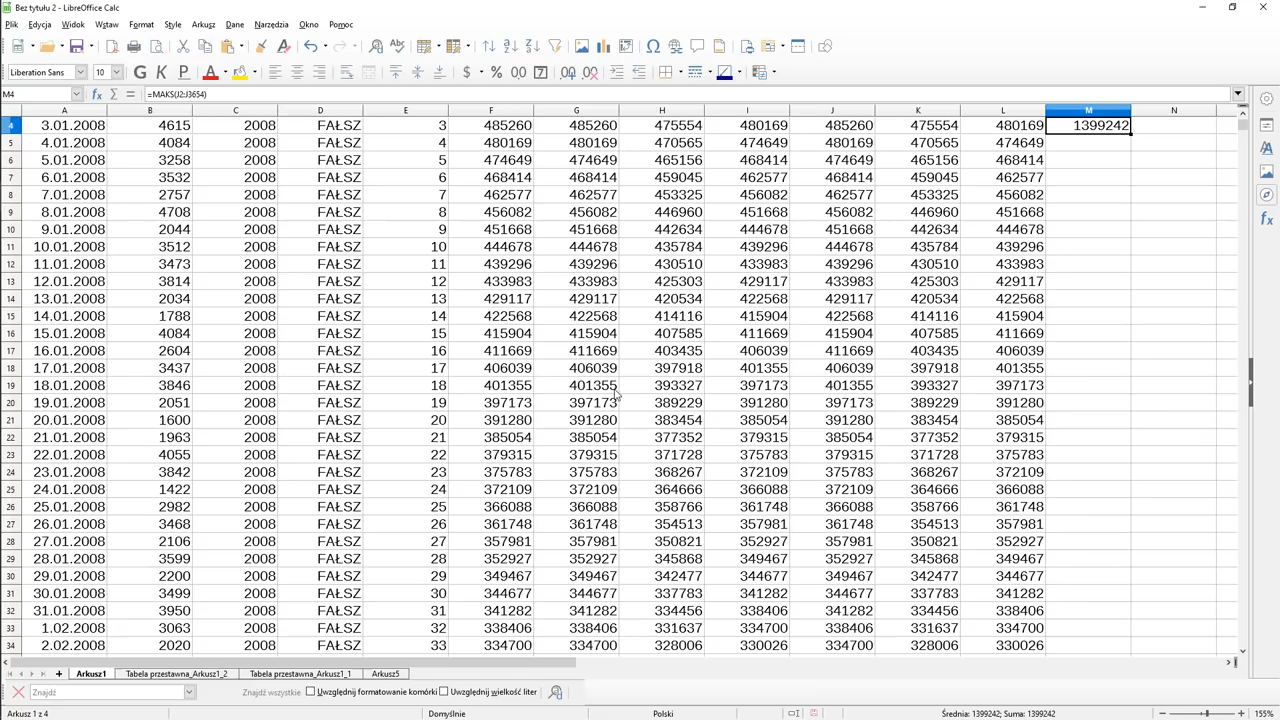 Bez tytułu 2 - LibreOffice Calc
Plik Edycja Widok Wstaw Format Style Arkusz Dane Narzędzia Okno Pomoc
Liberation Sans 10 G K P A $ % 00 7
M4 fx =MAKS(J2:J3654)
A B C D E F G H I J K L M N
4 3.01.2008 4615 2008 FAŁSZ 3 485260 485260 475554 480169 485260 475554 480169 1399242
5 4.01.2008 4084 2008 FAŁSZ 4 480169 480169 470565 474649 480169 470565 474649
6 5.01.2008 3258 2008 FAŁSZ 5 474649 474649 465156 468414 474649 465156 468414
7 6.01.2008 3532 2008 FAŁSZ 6 468414 468414 459045 462577 468414 459045 462577
8 7.01.2008 2757 2008 FAŁSZ 7 462577 462577 453325 456082 462577 453325 456082
9 8.01.2008 4708 2008 FAŁSZ 8 456082 456082 446960 451668 456082 446960 451668
10 9.01.2008 2044 2008 FAŁSZ 9 451668 451668 442634 444678 451668 442634 444678
11 10.01.2008 3512 2008 FAŁSZ 10 444678 444678 435784 439296 444678 435784 439296
12 11.01.2008 3473 2008 FAŁSZ 11 439296 439296 430510 433983 439296 430510 433983
13 12.01.2008 3814 2008 FAŁSZ 12 433983 433983 425303 429117 433983 425303 429117
14 13.01.2008 2034 2008 FAŁSZ 13 429117 429117 420534 422568 429117 420534 422568
15 14.01.2008 1788 2008 FAŁSZ 14 422568 422568 414116 415904 422568 414116 415904
16 15.01.2008 4084 2008 FAŁSZ 15 415904 415904 407585 411669 415904 407585 411669
17 16.01.2008 2604 2008 FAŁSZ 16 411669 411669 403435 406039 411669 403435 406039
18 17.01.2008 3437 2008 FAŁSZ 17 406039 406039 397918 401355 406039 397918 401355
19 18.01.2008 3846 2008 FAŁSZ 18 401355 401355 393327 397173 401355 393327 397173
20 19.01.2008 2051 2008 FAŁSZ 19 397173 397173 389229 391280 397173 389229 391280
21 20.01.2008 1600 2008 FAŁSZ 20 391280 391280 383454 385054 391280 383454 385054
22 21.01.2008 1963 2008 FAŁSZ 21 385054 385054 377352 379315 385054 377352 379315
23 22.01.2008 4055 2008 FAŁSZ 22 379315 379315 371728 375783 379315 371728 375783
24 23.01.2008 3842 2008 FAŁSZ 23 375783 375783 368267 372109 375783 368267 372109
25 24.01.2008 1422 2008 FAŁSZ 24 372109 372109 364666 366088 372109 364666 366088
26 25.01.2008 2982 2008 FAŁSZ 25 366088 366088 358766 361748 366088 358766 361748
27 26.01.2008 3468 2008 FAŁSZ 26 361748 361748 354513 357981 361748 354513 357981
28 27.01.2008 2106 2008 FAŁSZ 27 357981 357981 350821 352927 357981 350821 352927
29 28.01.2008 3599 2008 FAŁSZ 28 352927 352927 345868 349467 352927 345868 349467
30 29.01.2008 2200 2008 FAŁSZ 29 349467 349467 342477 344677 349467 342477 344677
31 30.01.2008 3499 2008 FAŁSZ 30 344677 344677 337783 341282 344677 337783 341282
32 31.01.2008 3950 2008 FAŁSZ 31 341282 341282 334456 338406 341282 334456 338406
33 1.02.2008 3063 2008 FAŁSZ 32 338406 338406 331637 334700 338406 331637 334700
34 2.02.2008 2020 2008 FAŁSZ 33 334700 334700 328006 330026 334700 328006 330026
Arkusz1 Tabela przestawna_Arkusz1_2 Tabela przestawna_Arkusz1_1 Arkusz5
Znajdź Znajdź wszystkie Uwzględnij formatowanie komórki Uwzględnij wielkość liter
Arkusz 1 z 4 Domyślnie Polski Średnia: 1399242; Suma: 1399242 155%